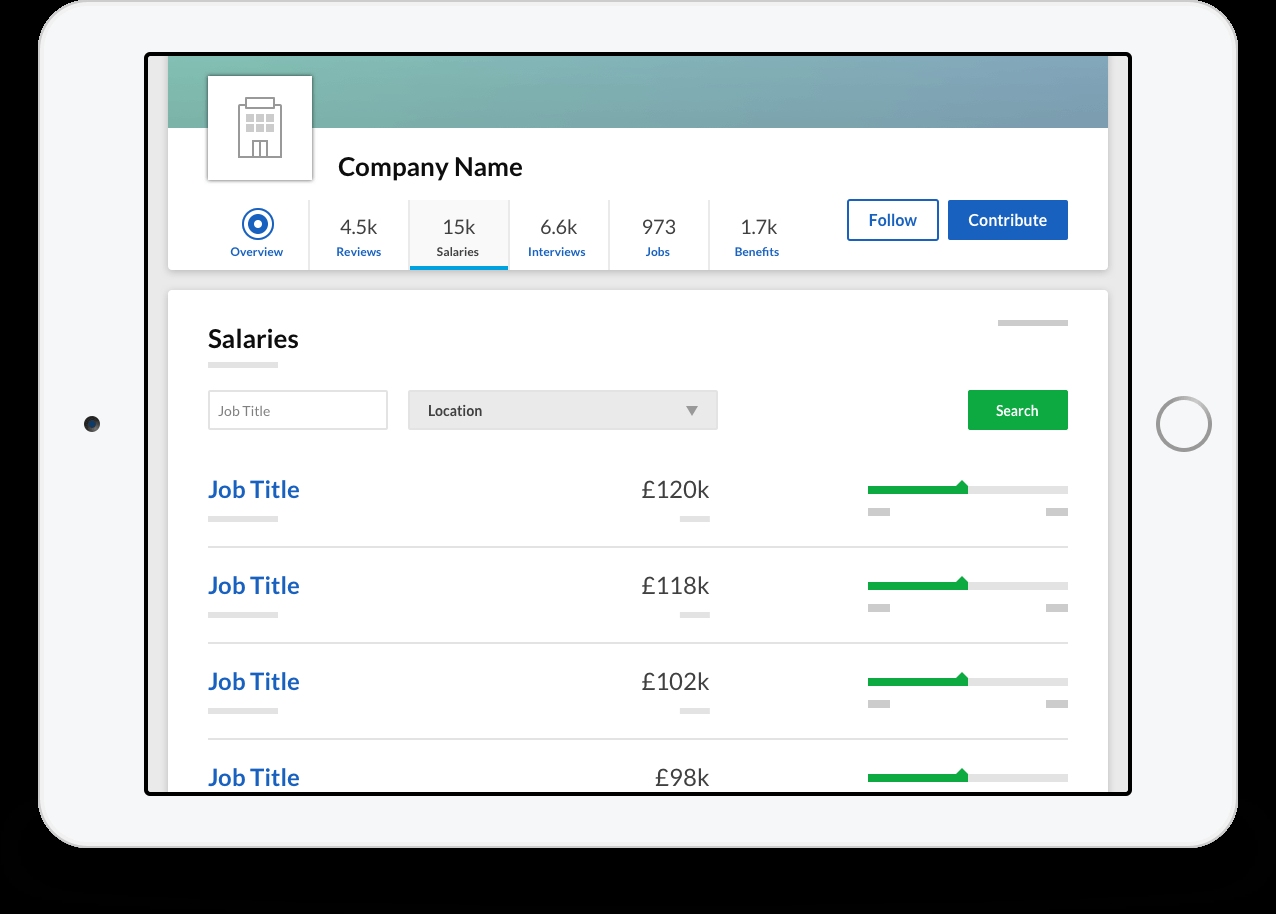 Company Name
4.5k 15k 6.6k 973 1.7k
Overview Reviews Salaries Interviews Jobs Benefits
Follow Contribute
Salaries
Job Title Location Search
Job Title £120k
Job Title £118k
Job Title £102k
Job Title £98k